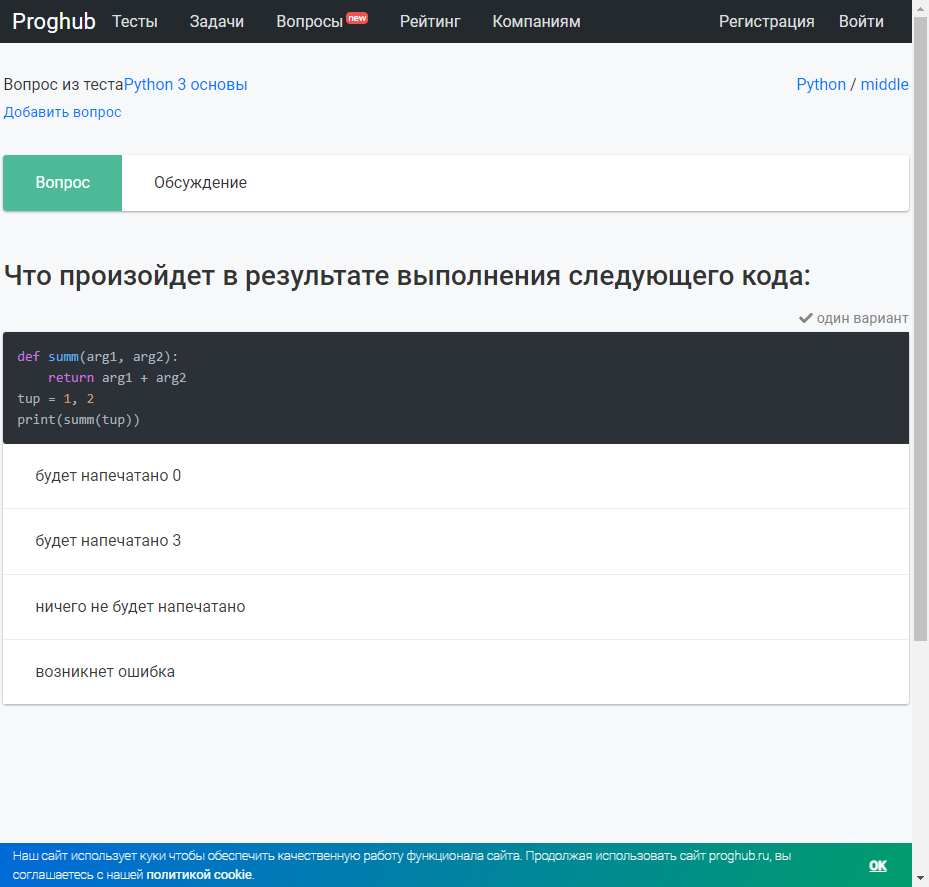 Proghub Тесты Задачи Вопросы new Рейтинг Компаниям Регистрация Войти
Вопрос из тестаPython 3 основы Python / middle
Добавить вопрос
Вопрос Обсуждение
Что произойдет в результате выполнения следующего кода:
один вариант
def summ(arg1, arg2):
    return arg1 + arg2
tup = 1, 2
print(summ(tup))
будет напечатано 0
будет напечатано 3
ничего не будет напечатано
возникнет ошибка
Наш сайт использует куки чтобы обеспечить качественную работу функционала сайта. Продолжая использовать сайт proghub.ru, вы
соглашаетесь с нашей политикой cookie. OK